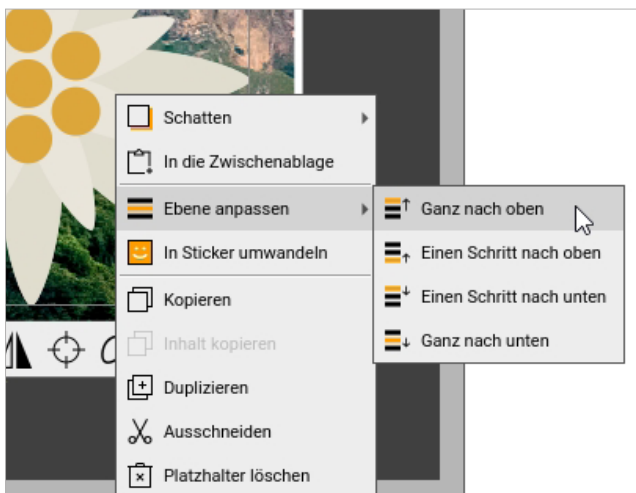 Schatten
In die Zwischenablage
Ebene anpassen
In Sticker umwandeln
Kopieren
Inhalt kopieren
Duplizieren
Ausschneiden
Platzhalter löschen
Ganz nach oben
Einen Schritt nach oben
Einen Schritt nach unten
Ganz nach unten